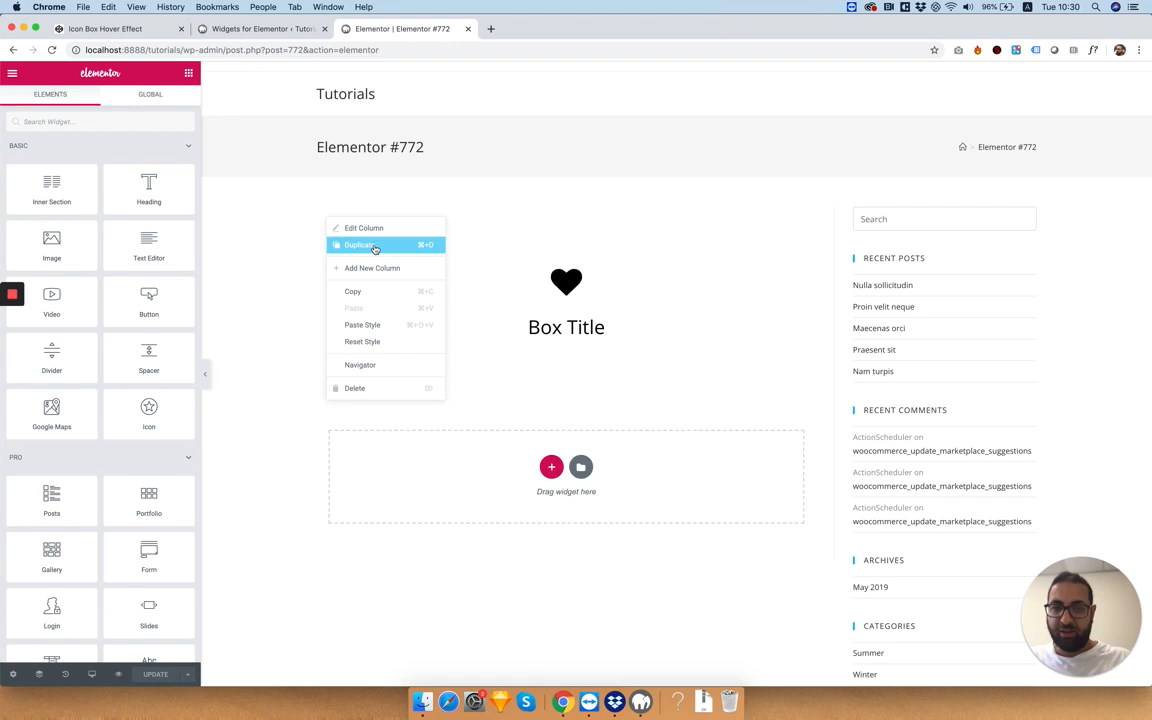 Chrome File Edit View History Bookmarks People Tab Window Help 96% Tue 10:30
Icon Box Hover Effect
Widgets for Elementor ‹ Tutori
Elementor | Elementor #772
localhost:8888/tutorials/wp-admin/post.php?post=772&action=elementor
elementor
ELEMENTS
GLOBAL
Search Widget...
BASIC
Inner Section
Heading
Image
Text Editor
Video
Button
Divider
Spacer
Google Maps
Icon
PRO
Posts
Portfolio
Gallery
Form
Login
Slides
Abc
UPDATE
Tutorials
Elementor #772
> Elementor #772
Edit Column
Duplicate ⌘+D
Add New Column
Copy ⌘+C
Paste ⌘+V
Paste Style ⌘+⇧+V
Reset Style
Navigator
Delete
Box Title
Drag widget here
Search
RECENT POSTS
Nulla sollicitudin
Proin velit neque
Maecenas orci
Praesent sit
Nam turpis
RECENT COMMENTS
ActionScheduler on
woocommerce_update_marketplace_suggestions
ActionScheduler on
woocommerce_update_marketplace_suggestions
ActionScheduler on
woocommerce_update_marketplace_suggestions
ARCHIVES
May 2019
CATEGORIES
Summer
Winter